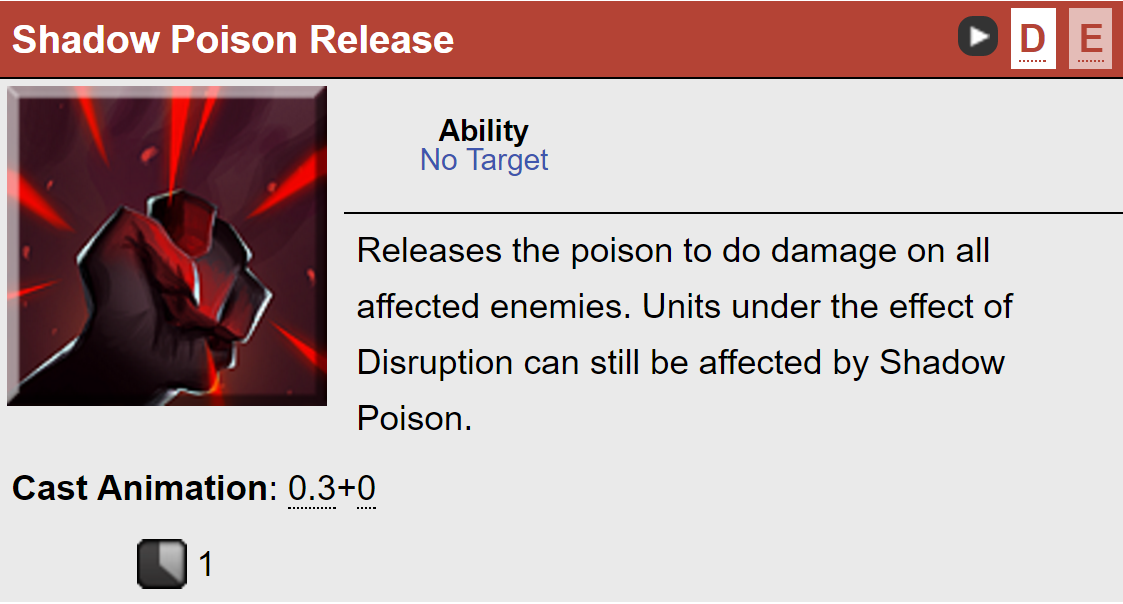 Shadow Poison Release
D E
Ability
No Target
Releases the poison to do damage on all
affected enemies. Units under the effect of
Disruption can still be affected by Shadow
Poison.
Cast Animation: 0.3+0
1